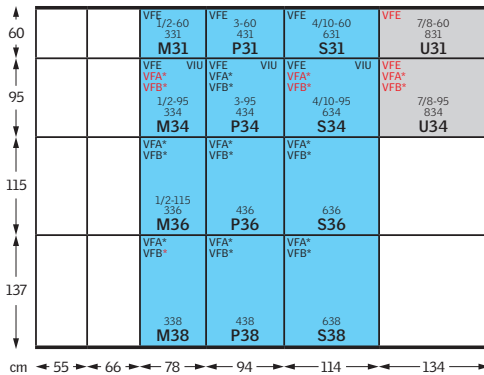 60
VFE
1/2-60
331
M31
VFE
3-60
431
P31
VFE
4/10-60
631
S31
VFE
7/8-60
831
U31
95
VFE VIU
VFA*
VFB*
1/2-95
334
M34
VFE VIU
VFA*
VFB*
3-95
434
P34
VFE VIU
VFA*
VFB*
4/10-95
634
S34
VFE
VFA*
VFB*
7/8-95
834
U34
115
VFA*
VFB*
1/2-115
336
M36
VFA*
VFB*
436
P36
VFA*
VFB*
636
S36
137
VFA*
VFB*
338
M38
VFA*
VFB*
438
P38
VFA*
VFB*
638
S38
cm 55 66 78 94 114 134